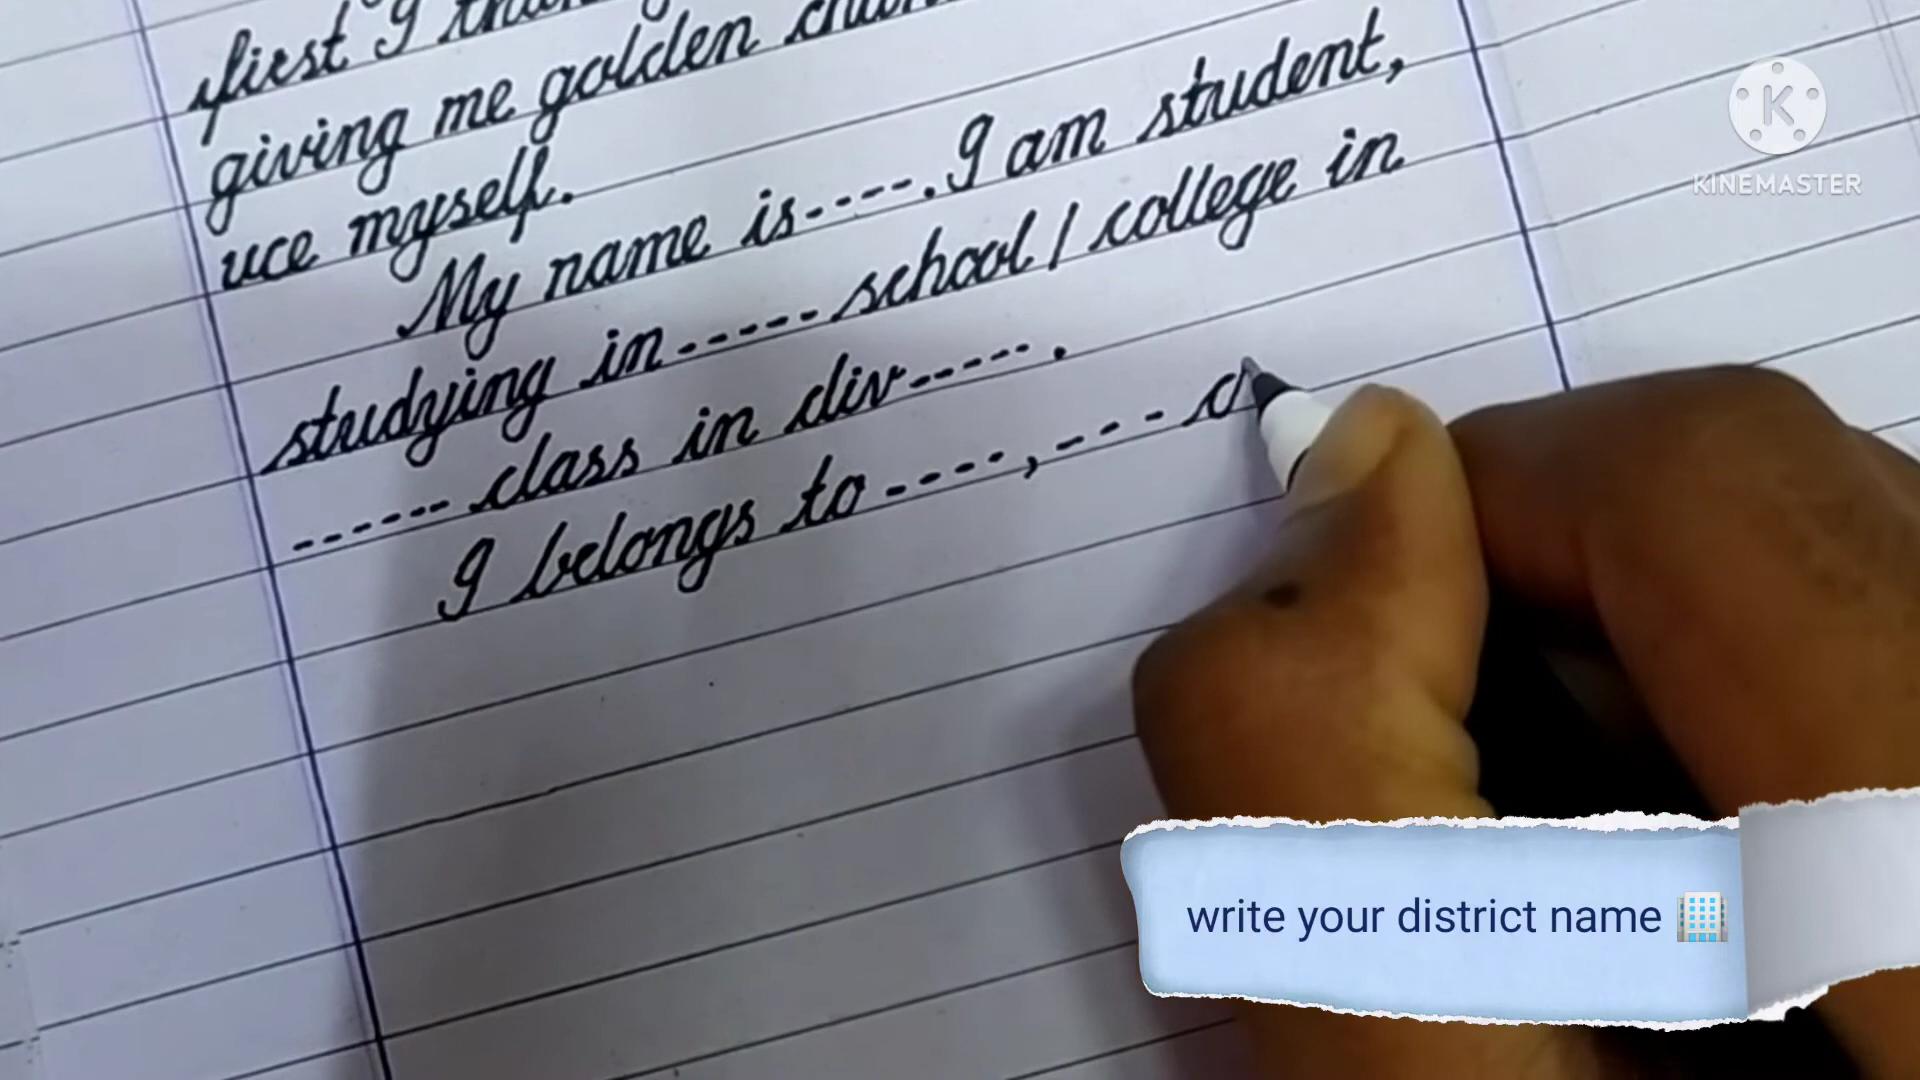 first I
giving me golden
uce myself.
My name is----. I am student,
studying in----- school / college in
------ class in div-----.
I belongs to----, ---
KINEMASTER
write your district name